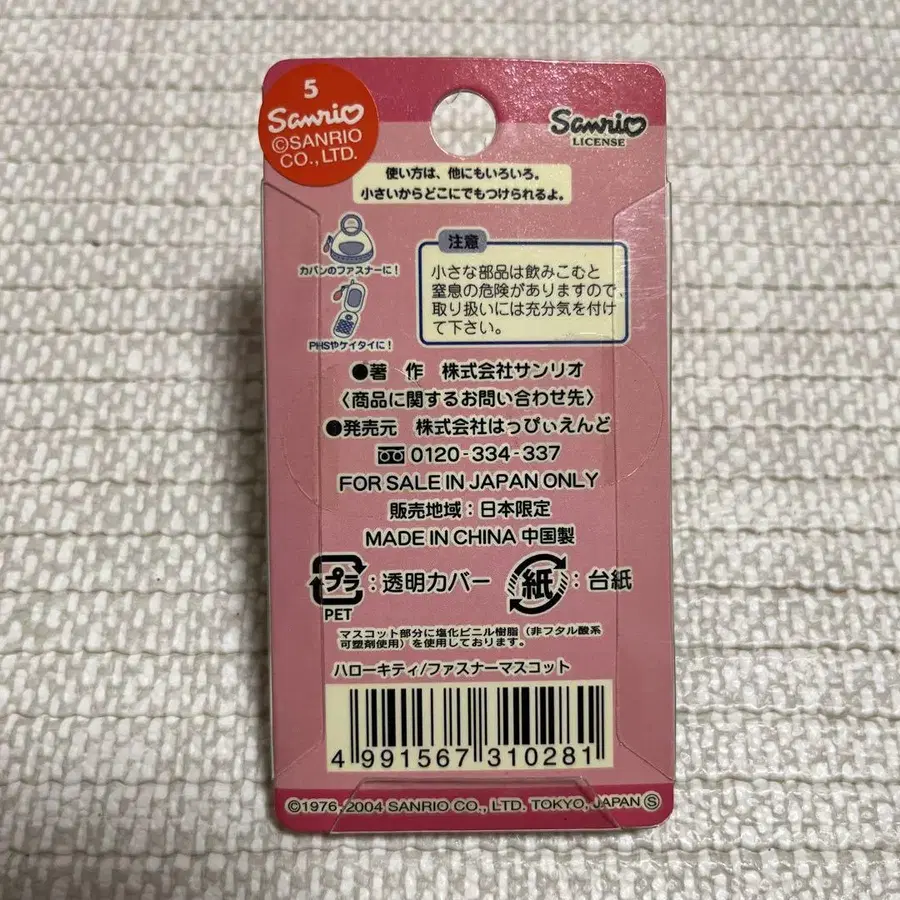 5
Sanrio
©SANRIO
CO., LTD.
Sanrio
LICENSE
使い方は、他にもいろいろ。
小さいからどこにでもつけられるよ。
カバンのファスナーに!
PHSやケイタイに!
注意
小さな部品は飲みこむと
窒息の危険がありますので、
取り扱いには充分気を付け
て下さい。
●著 作 株式会社サンリオ
〈商品に関するお問い合わせ先〉
●発売元 株式会社はっぴぃえんど
0120-334-337
FOR SALE IN JAPAN ONLY
販売地域:日本限定
MADE IN CHINA 中国製
プラ:透明カバー
PET
紙:台紙
マスコット部分に塩化ビニル樹脂(非フタル酸系
可塑剤使用)を使用しております。
ハローキティ/ファスナーマスコット
4 991567 310281
©1976, 2004 SANRIO CO., LTD. TOKYO, JAPAN Ⓢ